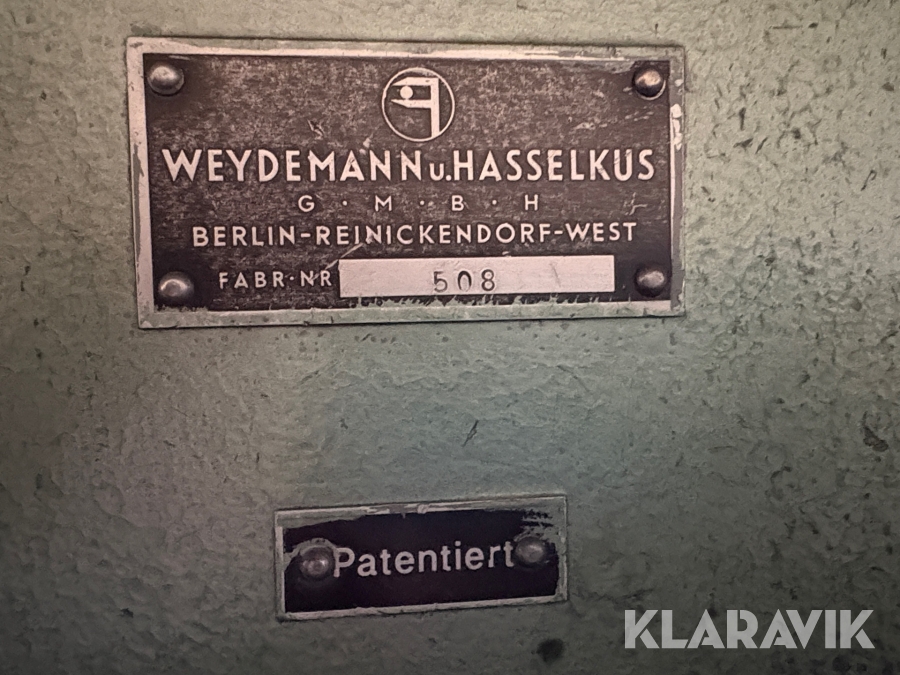 WEYDEMANN u. HASSELKUS
G · M · B · H
BERLIN-REINICKENDORF-WEST
FABR·NR 508
Patentiert
KLARAVIK